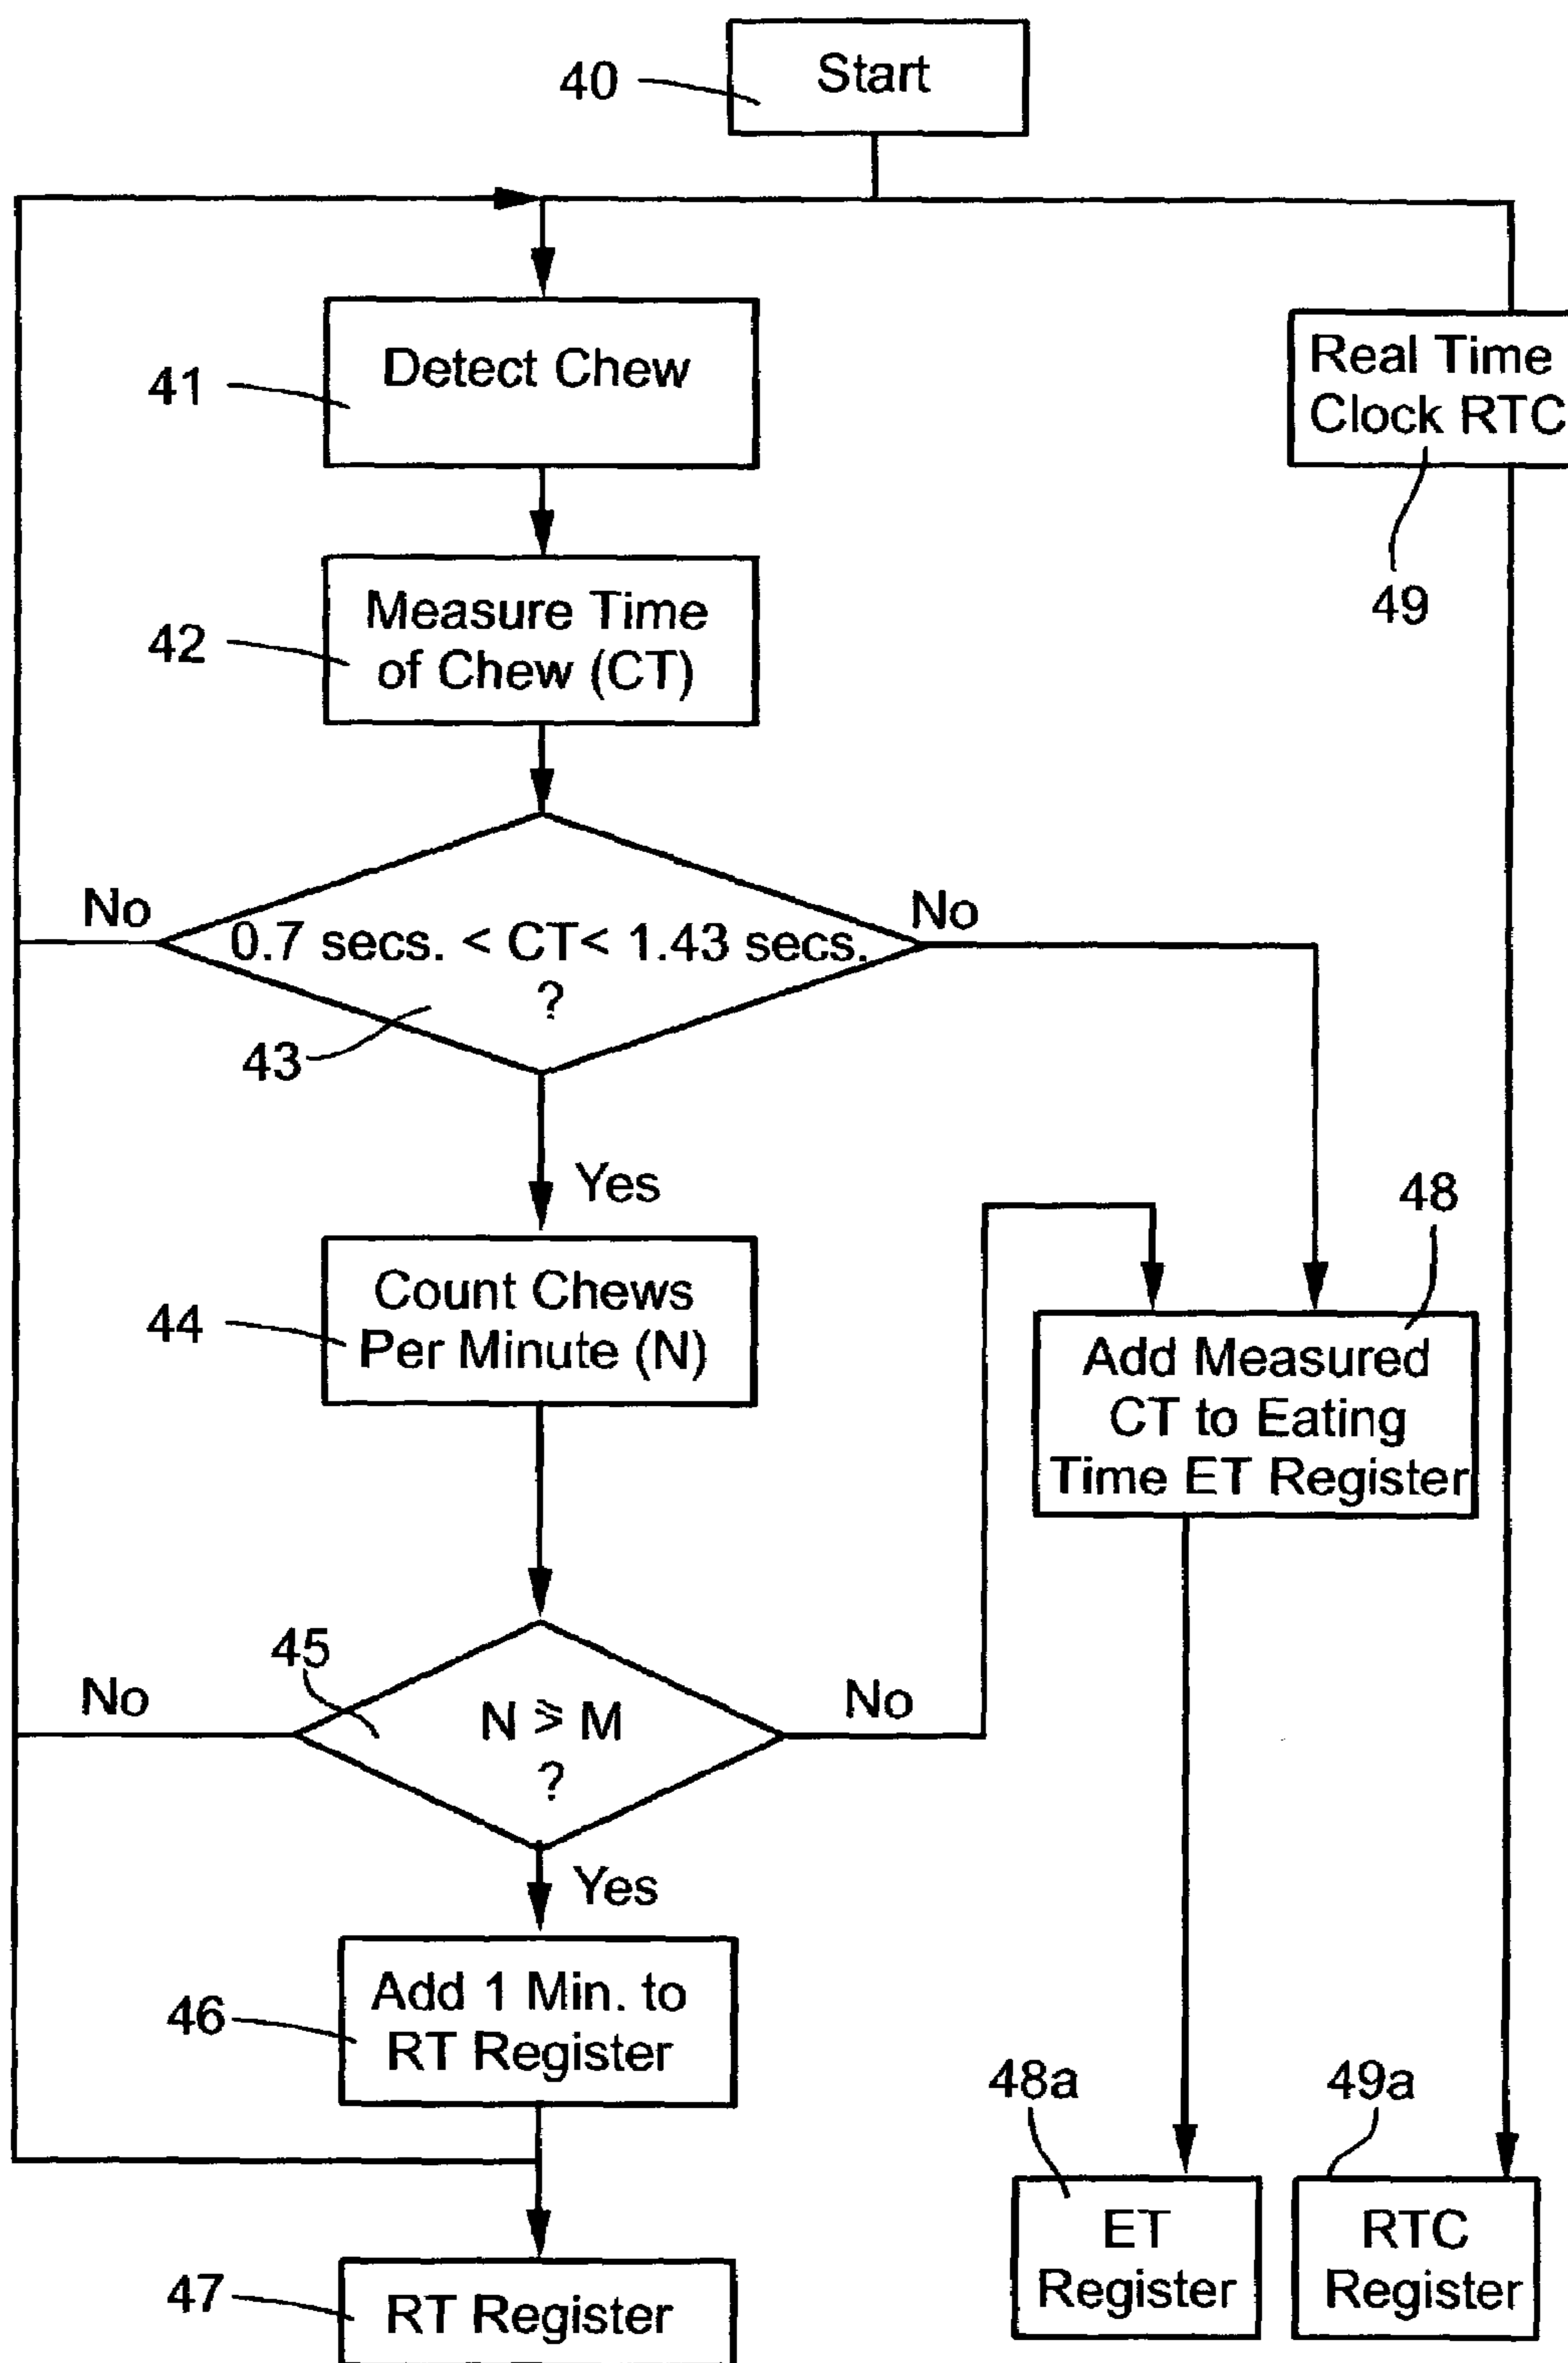 Start
40
Detect Chew
41
Real Time
Clock RTC
49
Measure Time
of Chew (CT)
42
No
No
0.7 secs. < CT< 1.43 secs.
?
43
Yes
48
Count Chews
Per Minute (N)
44
Add Measured
CT to Eating
Time ET Register
45
No
No
N ⩾ M
?
Yes
Add 1 Min. to
RT Register
46
48a
49a
ET
Register
RTC
Register
47
RT Register